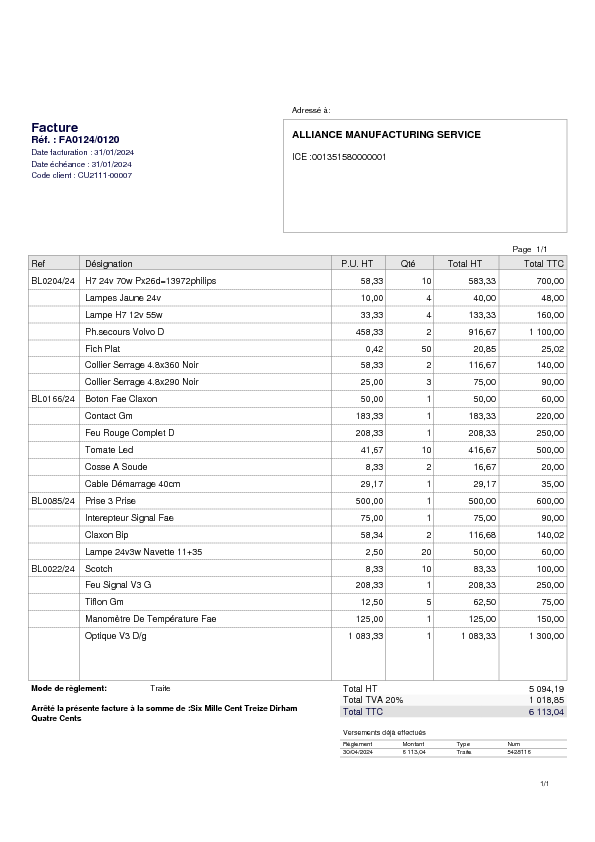 Adressé à:
Facture
Réf. : FA0124/0120
Date facturation : 31/01/2024
Date échéance : 31/01/2024
Code client : CU2111-00007
ALLIANCE MANUFACTURING SERVICE
ICE :001351580000001
Page 1/1
Ref Désignation P.U. HT Qté Total HT Total TTC
BL0204/24 H7 24v 70w Px26d=13972philips 58,33 10 583,33 700,00
Lampes Jaune 24v 10,00 4 40,00 48,00
Lampe H7 12v 55w 33,33 4 133,33 160,00
Ph.secours Volvo D 458,33 2 916,67 1 100,00
Fich Plat 0,42 50 20,85 25,02
Collier Serrage 4.8x360 Noir 58,33 2 116,67 140,00
Collier Serrage 4.8x290 Noir 25,00 3 75,00 90,00
BL0166/24 Boton Fae Claxon 50,00 1 50,00 60,00
Contact Gm 183,33 1 183,33 220,00
Feu Rouge Complet D 208,33 1 208,33 250,00
Tomate Led 41,67 10 416,67 500,00
Cosse A Soude 8,33 2 16,67 20,00
Cable Démarrage 40cm 29,17 1 29,17 35,00
BL0085/24 Prise 3 Prise 500,00 1 500,00 600,00
Interepteur Signal Fae 75,00 1 75,00 90,00
Claxon Bip 58,34 2 116,68 140,02
Lampe 24v3w Navette 11+35 2,50 20 50,00 60,00
BL0022/24 Scotch 8,33 10 83,33 100,00
Feu Signal V3 G 208,33 1 208,33 250,00
Tiflon Gm 12,50 5 62,50 75,00
Manomètre De Température Fae 125,00 1 125,00 150,00
Optique V3 D/g 1 083,33 1 1 083,33 1 300,00
Mode de règlement: Traite
Total HT 5 094,19
Total TVA 20% 1 018,85
Total TTC 6 113,04
Arrêté la présente facture à la somme de :Six Mille Cent Treize Dirham
Quatre Cents
Versements déjà effectués
Règlement Montant Type Num
30/04/2024 6 113,04 Traite 5428116
1/1